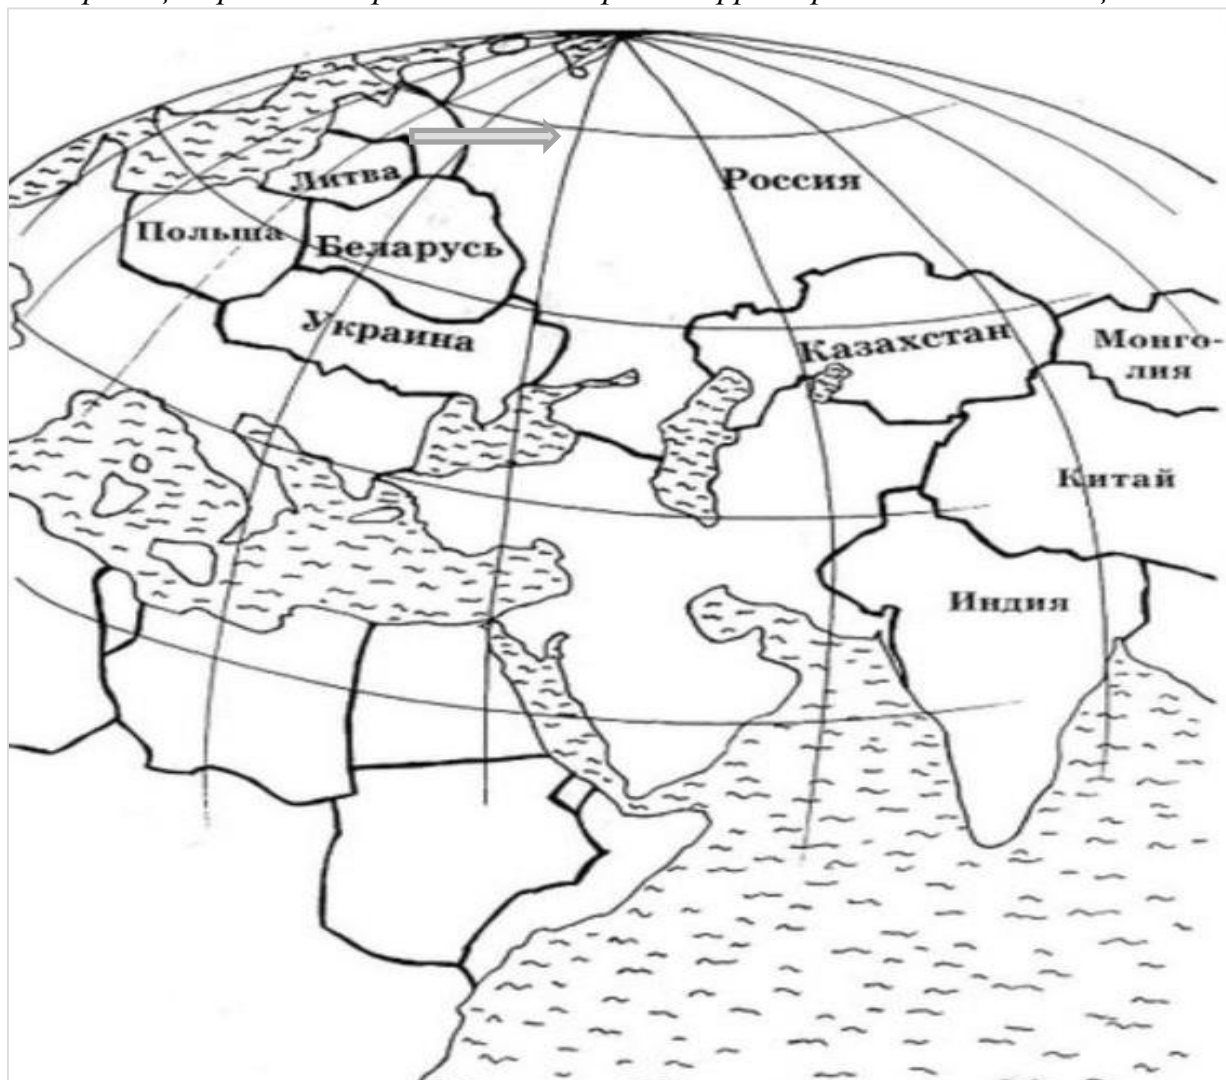 Литва
Россия
Польша
Беларусь
Украина
Казахстан
Монго-
лия
Китай
Индия